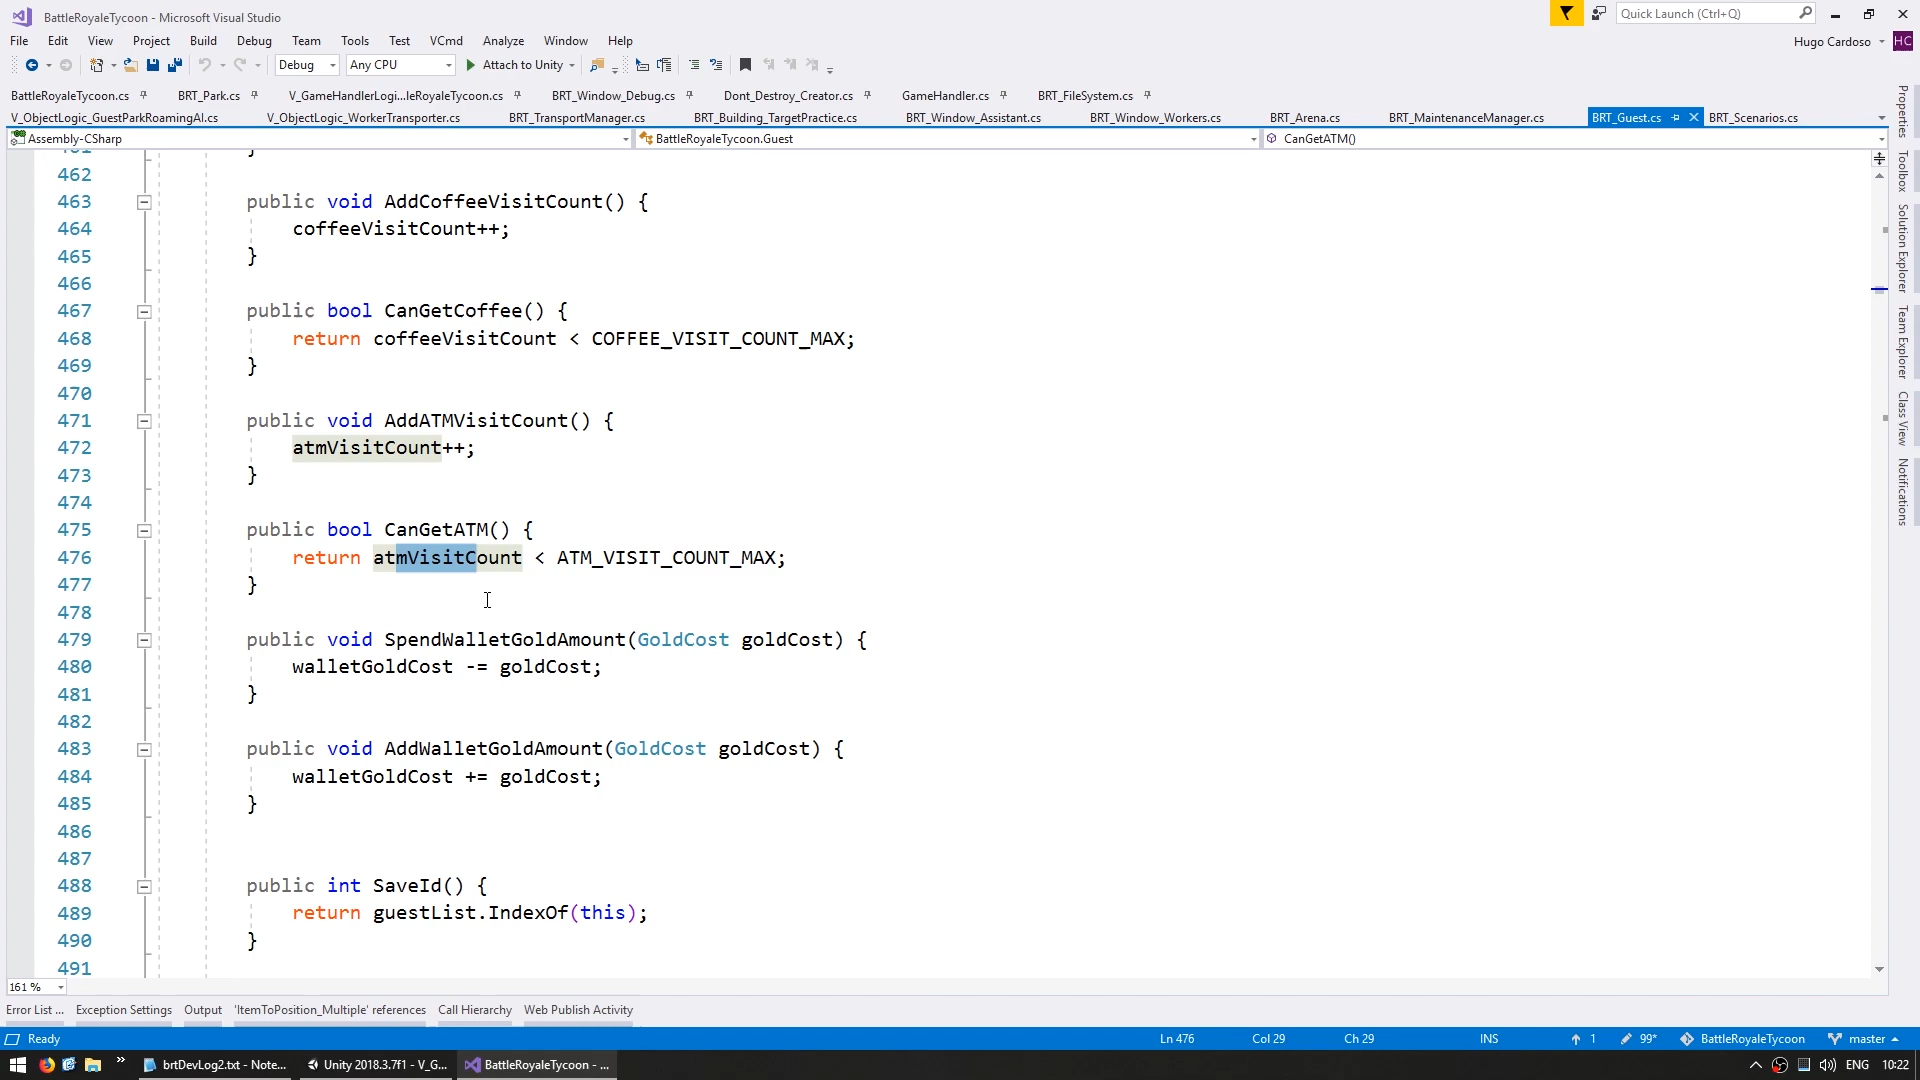 BattleRoyaleTycoon - Microsoft Visual Studio
Quick Launch (Ctrl+Q)
File Edit View Project Build Debug Team Tools Test VCmd Analyze Window Help
Hugo Cardoso HC
Debug Any CPU Attach to Unity
BattleRoyaleTycoon.cs BRT_Park.cs V_GameHandlerLogi...leRoyaleTycoon.cs BRT_Window_Debug.cs Dont_Destroy_Creator.cs GameHandler.cs BRT_FileSystem.cs
V_ObjectLogic_GuestParkRoamingAI.cs V_ObjectLogic_WorkerTransporter.cs BRT_TransportManager.cs BRT_Building_TargetPractice.cs BRT_Window_Assistant.cs BRT_Window_Workers.cs BRT_Arena.cs BRT_MaintenanceManager.cs BRT_Guest.cs BRT_Scenarios.cs
Assembly-CSharp BattleRoyaleTycoon.Guest CanGetATM()
461 }
462
463 public void AddCoffeeVisitCount() {
464 coffeeVisitCount++;
465 }
466
467 public bool CanGetCoffee() {
468 return coffeeVisitCount < COFFEE_VISIT_COUNT_MAX;
469 }
470
471 public void AddATMVisitCount() {
472 atmVisitCount++;
473 }
474
475 public bool CanGetATM() {
476 return atmVisitCount < ATM_VISIT_COUNT_MAX;
477 }
478
479 public void SpendWalletGoldAmount(GoldCost goldCost) {
480 walletGoldCost -= goldCost;
481 }
482
483 public void AddWalletGoldAmount(GoldCost goldCost) {
484 walletGoldCost += goldCost;
485 }
486
487
488 public int SaveId() {
489 return guestList.IndexOf(this);
490 }
491
Properties
Toolbox
Solution Explorer
Team Explorer
Class View
Notifications
161 %
Error List ... Exception Settings Output 'ItemToPosition_Multiple' references Call Hierarchy Web Publish Activity
Ready Ln 476 Col 29 Ch 29 INS 1 99* BattleRoyaleTycoon master
brtDevLog2.txt - Note... Unity 2018.3.7f1 - V_G... BattleRoyaleTycoon - ... ENG 10:22